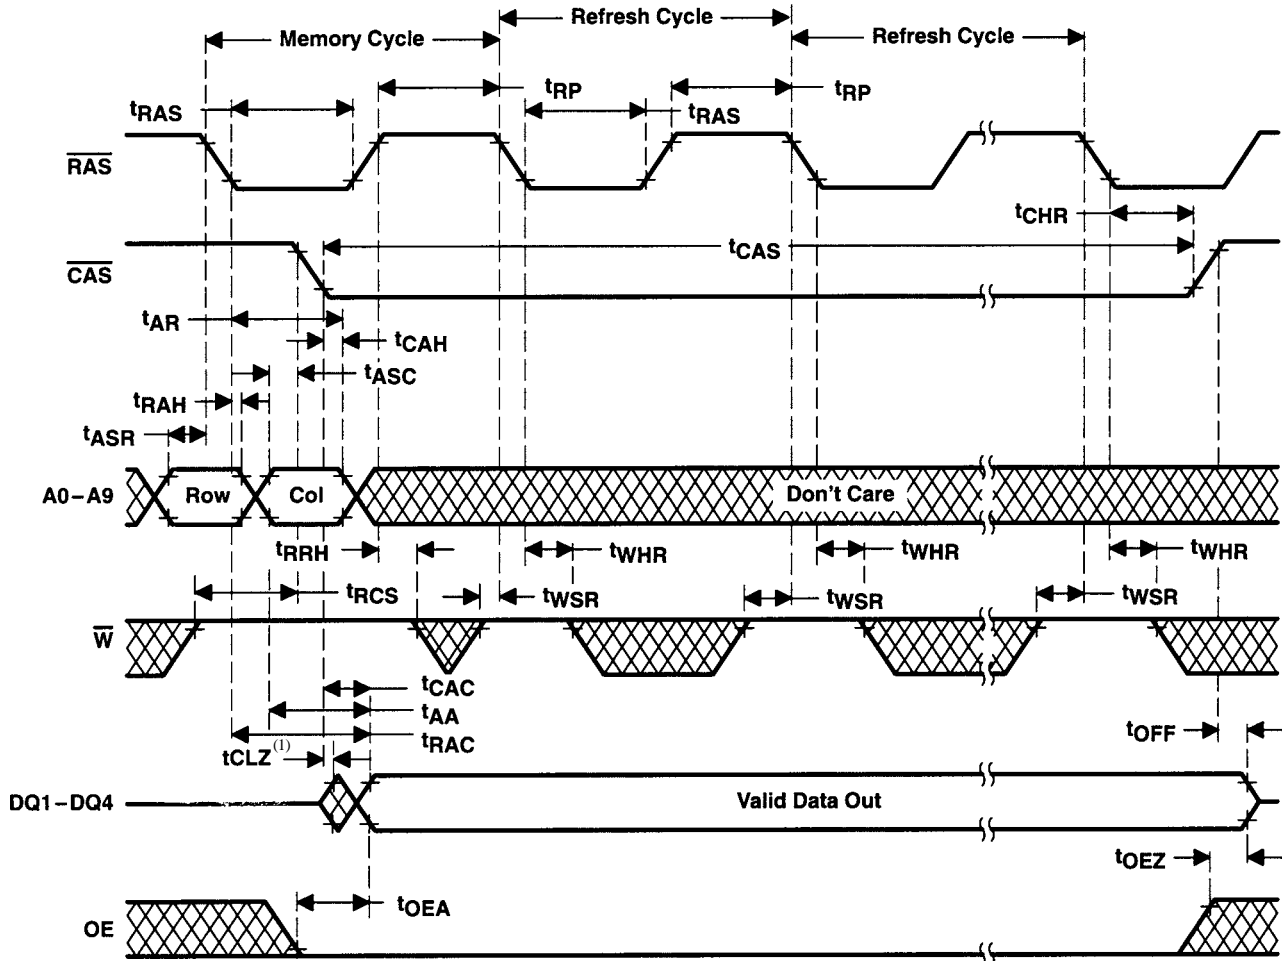 Refresh Cycle
Memory Cycle
Refresh Cycle
tRAS
tRP
tRAS
tRP
RAS
tCHR
tCAS
CAS
tAR
tCAH
tASC
tRAH
tASR
A0–A9
Row
Col
Don't Care
tRRH
tWHR
tWHR
tWHR
tRCS
tWSR
tWSR
tWSR
W
tCAC
tAA
tRAC
tOFF
tCLZ(1)
DQ1–DQ4
Valid Data Out
tOEZ
tOEA
OE